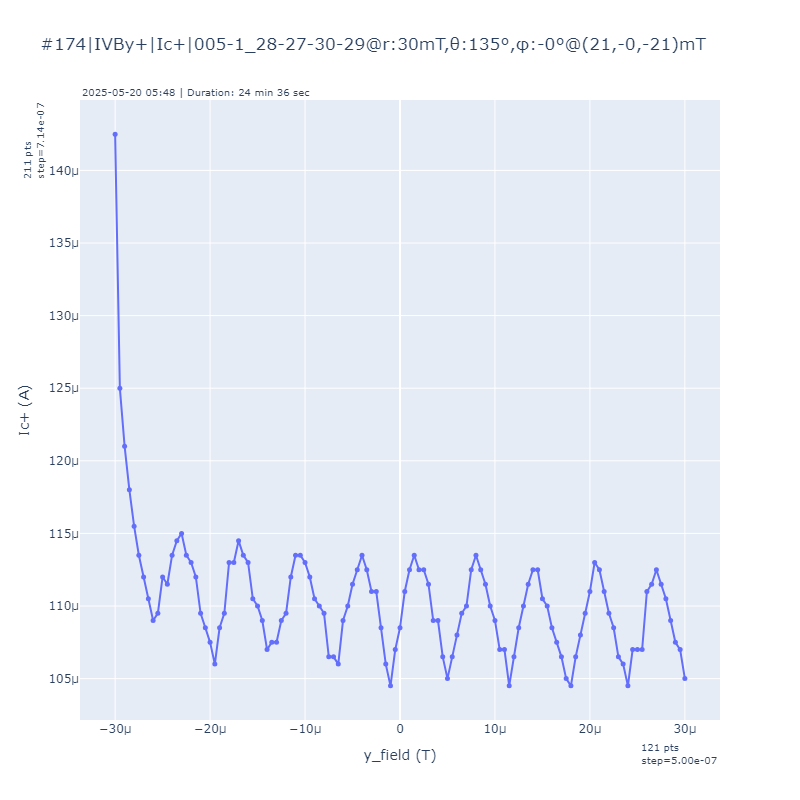 #174|IVBy+|Ic+|005-1_28-27-30-29@r:30mT,θ:135°,φ:-0°@(21,-0,-21)mT
2025-05-20 05:48 | Duration: 24 min 36 sec
211 pts
step=7.14e-07
140μ
135μ
130μ
125μ
120μ
115μ
110μ
105μ
Ic+ (A)
−30μ
−20μ
−10μ
0
10μ
20μ
30μ
y_field (T)
121 pts
step=5.00e-07